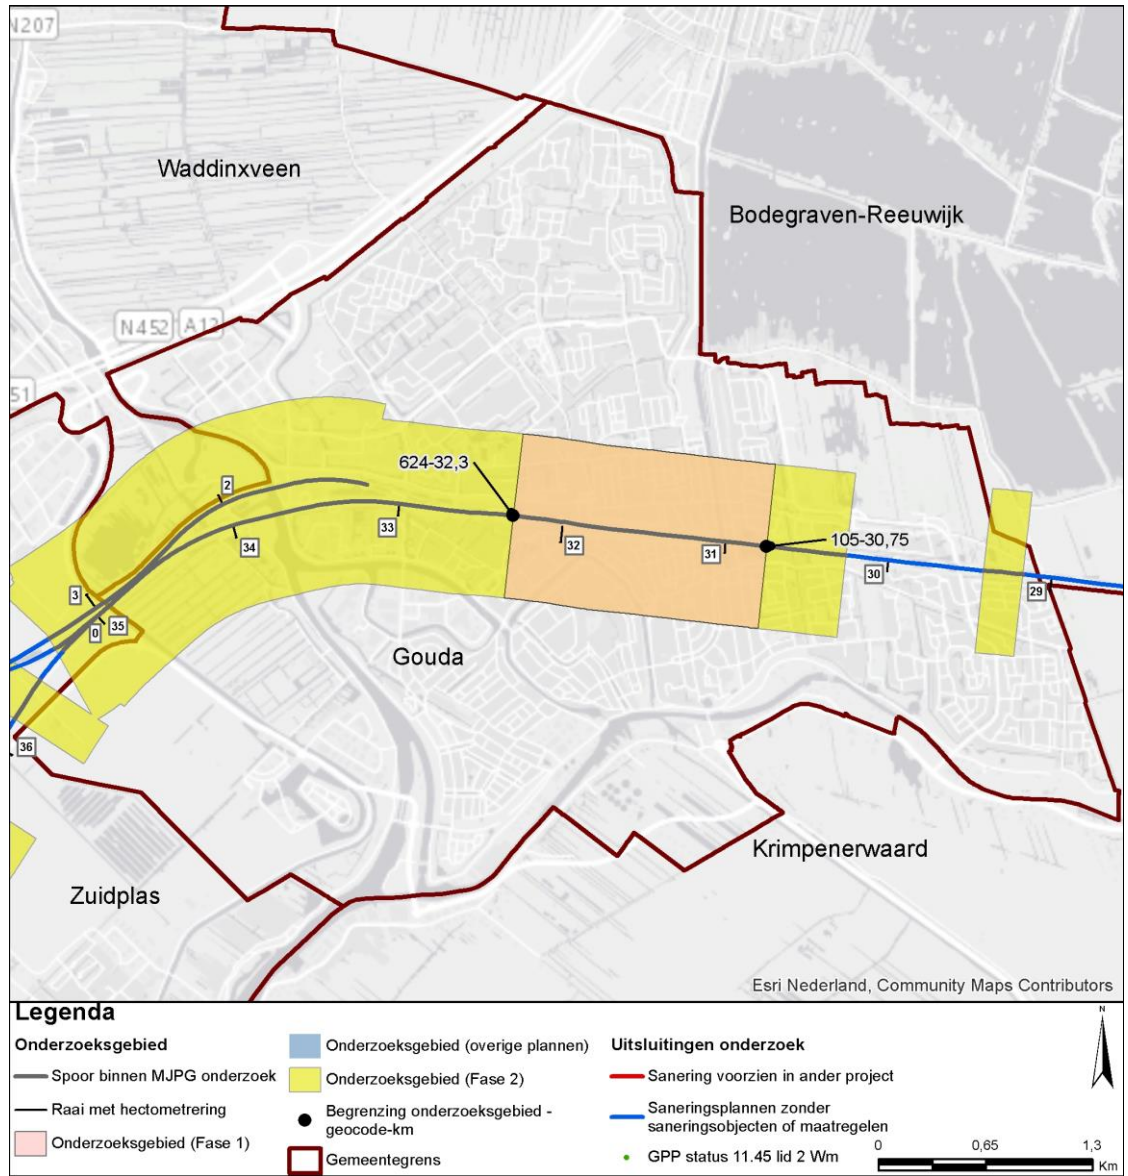 N207
Waddinxveen
Bodegraven-Reeuwijk
N452
A12
51
624-32,3
2
34
33
32
31
105-30,75
30
29
3
0
35
Gouda
36
Krimpenerwaard
Zuidplas
Esri Nederland, Community Maps Contributors
Legenda
Onderzoeksgebied
Spoor binnen MJPG onderzoek
Raai met hectometrering
Onderzoeksgebied (Fase 1)
Onderzoeksgebied (overige plannen)
Onderzoeksgebied (Fase 2)
Begrenzing onderzoeksgebied -
geocode-km
Gemeentegrens
Uitsluitingen onderzoek
Sanering voorzien in ander project
Saneringsplannen zonder
saneringsobjecten of maatregelen
GPP status 11.45 lid 2 Wm
N
0 0,65 1,3
Km